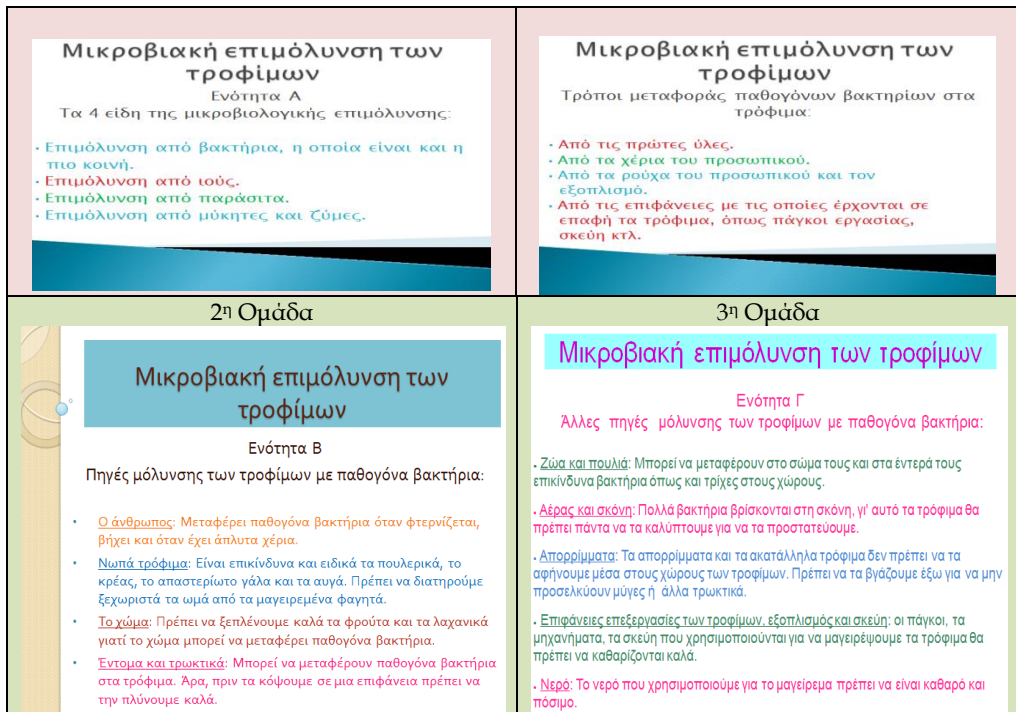 Μικροβιακή επιμόλυνση των
τροφίμων
Ενότητα Α
Τα 4 είδη της μικροβιολογικής επιμόλυνσης:
• Επιμόλυνση από βακτήρια, η οποία είναι και η
πιο κοινή.
• Επιμόλυνση από ιούς.
• Επιμόλυνση από παράσιτα.
• Επιμόλυνση από μύκητες και ζύμες.
Μικροβιακή επιμόλυνση των
τροφίμων
Τρόποι μεταφοράς παθογόνων βακτηρίων στα
τρόφιμα:
• Από τις πρώτες ύλες.
• Από τα χέρια του προσωπικού.
• Από τα ρούχα του προσωπικού και τον
εξοπλισμό.
• Από τις επιφάνειες με τις οποίες έρχονται σε
επαφή τα τρόφιμα, όπως πάγκοι εργασίας,
σκεύη κτλ.
2η Ομάδα
Μικροβιακή επιμόλυνση των
τροφίμων
Ενότητα Β
Πηγές μόλυνσης των τροφίμων με παθογόνα βακτήρια:
• Ο άνθρωπος: Μεταφέρει παθογόνα βακτήρια όταν φτερνίζεται,
βήχει και όταν έχει άπλυτα χέρια.
• Νωπά τρόφιμα: Είναι επικίνδυνα και ειδικά τα πουλερικά, το
κρέας, το απαστερίωτο γάλα και τα αυγά. Πρέπει να διατηρούμε
ξεχωριστά τα ωμά από τα μαγειρεμένα φαγητά.
• Το χώμα: Πρέπει να ξεπλένουμε καλά τα φρούτα και τα λαχανικά
γιατί το χώμα μπορεί να μεταφέρει παθογόνα βακτήρια.
• Έντομα και τρωκτικά: Μπορεί να μεταφέρουν παθογόνα βακτήρια
στα τρόφιμα. Άρα, πριν τα κόψουμε σε μια επιφάνεια πρέπει να
την πλύνουμε καλά.
3η Ομάδα
Μικροβιακή επιμόλυνση των τροφίμων
Ενότητα Γ
Άλλες πηγές μόλυνσης των τροφίμων με παθογόνα βακτήρια:
• Ζώα και πουλιά: Μπορεί να μεταφέρουν στο σώμα τους και στα έντερά τους
επικίνδυνα βακτήρια όπως και τρίχες στους χώρους.
• Αέρας και σκόνη: Πολλά βακτήρια βρίσκονται στη σκόνη, γι' αυτό τα τρόφιμα θα
πρέπει πάντα να τα καλύπτουμε για να τα προστατεύουμε.
• Απορρίμματα: Τα απορρίμματα και τα ακατάλληλα τρόφιμα δεν πρέπει να τα
αφήνουμε μέσα στους χώρους των τροφίμων. Πρέπει να τα βγάζουμε έξω για να μην
προσελκύουν μύγες ή άλλα τρωκτικά.
• Επιφάνειες επεξεργασίες των τροφίμων, εξοπλισμός και σκεύη: οι πάγκοι, τα
μηχανήματα, τα σκεύη που χρησιμοποιούνται για να μαγειρέψουμε τα τρόφιμα θα
πρέπει να καθαρίζονται καλά.
• Νερό: Το νερό που χρησιμοποιούμε για το μαγείρεμα πρέπει να είναι καθαρό και
πόσιμο.